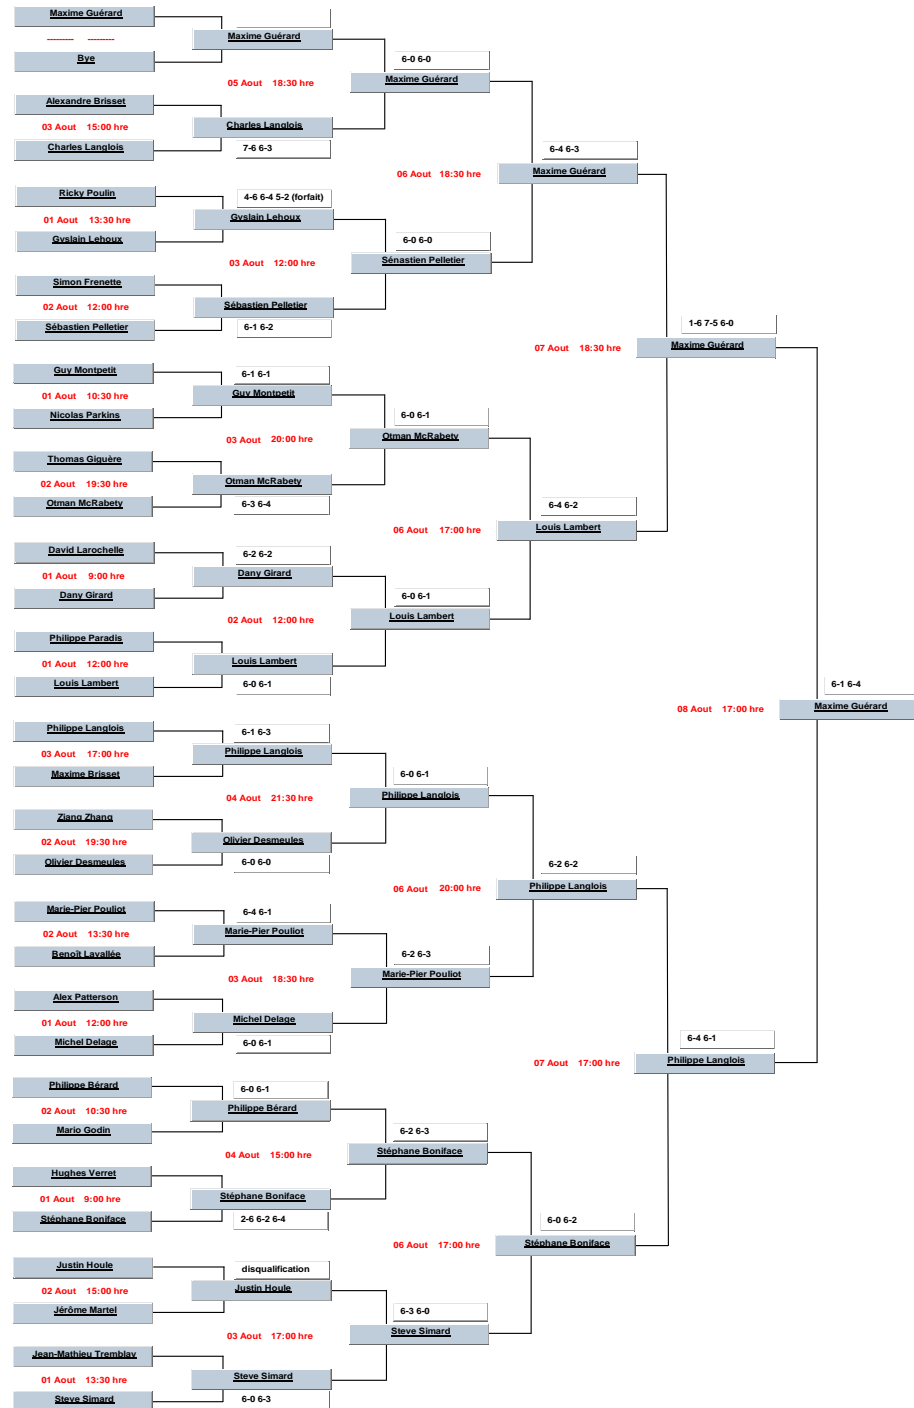 Maxime Guérard
--------- ---------
Bye
Maxime Guérard
05 Aout 18:30 hre
6-0 6-0
Maxime Guérard
Alexandre Brisset
03 Aout 15:00 hre
Charles Langlois
Charles Langlois
7-6 6-3
6-4 6-3
06 Aout 18:30 hre
Maxime Guérard
Ricky Poulin
01 Aout 13:30 hre
Gyslain Lehoux
4-6 6-4 5-2 (forfait)
Gyslain Lehoux
03 Aout 12:00 hre
6-0 6-0
Sénastien Pelletier
Simon Frenette
02 Aout 12:00 hre
Sébastien Pelletier
Sébastien Pelletier
6-1 6-2
1-6 7-5 6-0
07 Aout 18:30 hre
Maxime Guérard
Guy Montpetit
01 Aout 10:30 hre
Nicolas Parkins
6-1 6-1
Guy Montpetit
03 Aout 20:00 hre
6-0 6-1
Otman McRabety
Thomas Giguère
02 Aout 19:30 hre
Otman McRabety
Otman McRabety
6-3 6-4
6-4 6-2
06 Aout 17:00 hre
Louis Lambert
David Larochelle
01 Aout 9:00 hre
Dany Girard
6-2 6-2
Dany Girard
02 Aout 12:00 hre
6-0 6-1
Louis Lambert
Philippe Paradis
01 Aout 12:00 hre
Louis Lambert
Louis Lambert
6-0 6-1
6-1 6-4
08 Aout 17:00 hre
Maxime Guérard
Philippe Langlois
03 Aout 17:00 hre
Maxime Brisset
6-1 6-3
Philippe Langlois
04 Aout 21:30 hre
6-0 6-1
Philippe Langlois
Ziang Zhang
02 Aout 19:30 hre
Olivier Desmeules
Olivier Desmeules
6-0 6-0
6-2 6-2
06 Aout 20:00 hre
Philippe Langlois
Marie-Pier Pouliot
02 Aout 13:30 hre
Benoît Lavallée
6-4 6-1
Marie-Pier Pouliot
03 Aout 18:30 hre
6-2 6-3
Marie-Pier Pouliot
Alex Patterson
01 Aout 12:00 hre
Michel Delage
Michel Delage
6-0 6-1
6-4 6-1
07 Aout 17:00 hre
Philippe Langlois
Philippe Bérard
02 Aout 10:30 hre
Mario Godin
6-0 6-1
Philippe Bérard
04 Aout 15:00 hre
6-2 6-3
Stéphane Boniface
Hughes Verret
01 Aout 9:00 hre
Stéphane Boniface
Stéphane Boniface
2-6 6-2 6-4
6-0 6-2
06 Aout 17:00 hre
Stéphane Boniface
Justin Houle
02 Aout 15:00 hre
Jérôme Martel
disqualification
Justin Houle
03 Aout 17:00 hre
6-3 6-0
Steve Simard
Jean-Mathieu Tremblay
01 Aout 13:30 hre
Steve Simard
Steve Simard
6-0 6-3